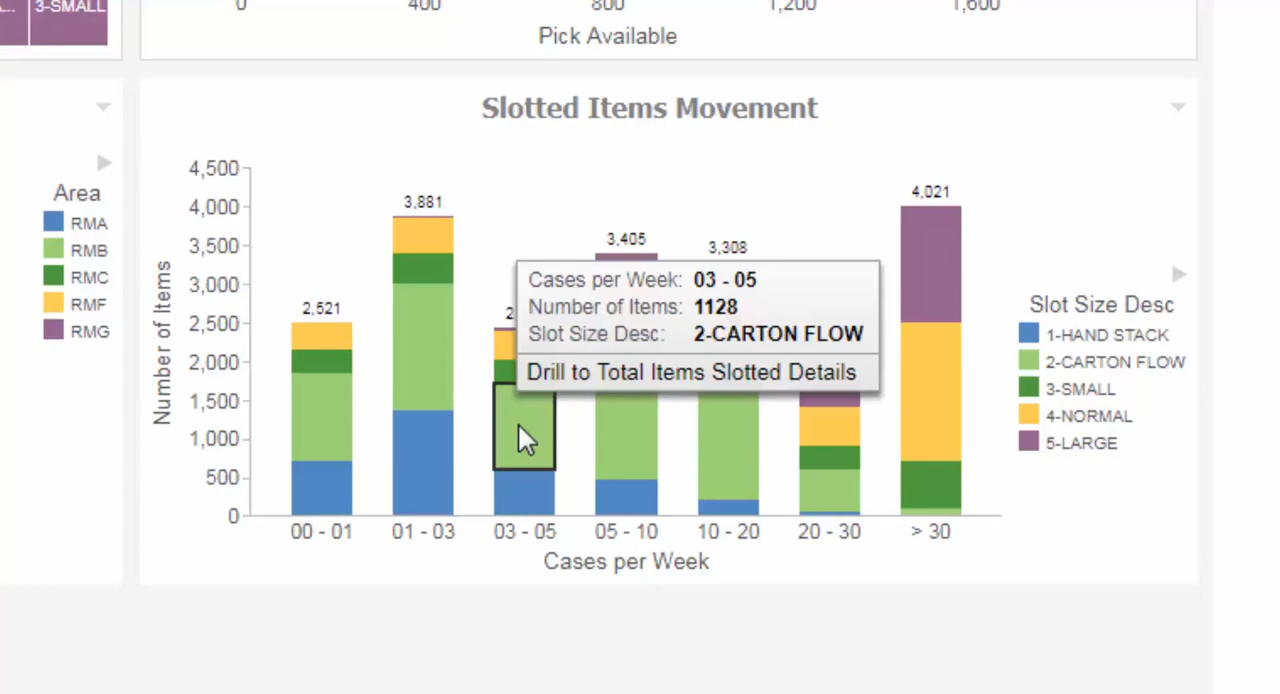 3-SMALL
0 400 800 1,200 1,600
Pick Available
Slotted Items Movement
Area
RMA
RMB
RMC
RMF
RMG
Number of Items
4,500
4,000
3,500
3,000
2,500
2,000
1,500
1,000
500
0
2,521
3,881
3,405
3,308
4,021
Cases per Week: 03 - 05
Number of Items: 1128
Slot Size Desc: 2-CARTON FLOW
Drill to Total Items Slotted Details
00 - 01 01 - 03 03 - 05 05 - 10 10 - 20 20 - 30 > 30
Cases per Week
Slot Size Desc
1-HAND STACK
2-CARTON FLOW
3-SMALL
4-NORMAL
5-LARGE